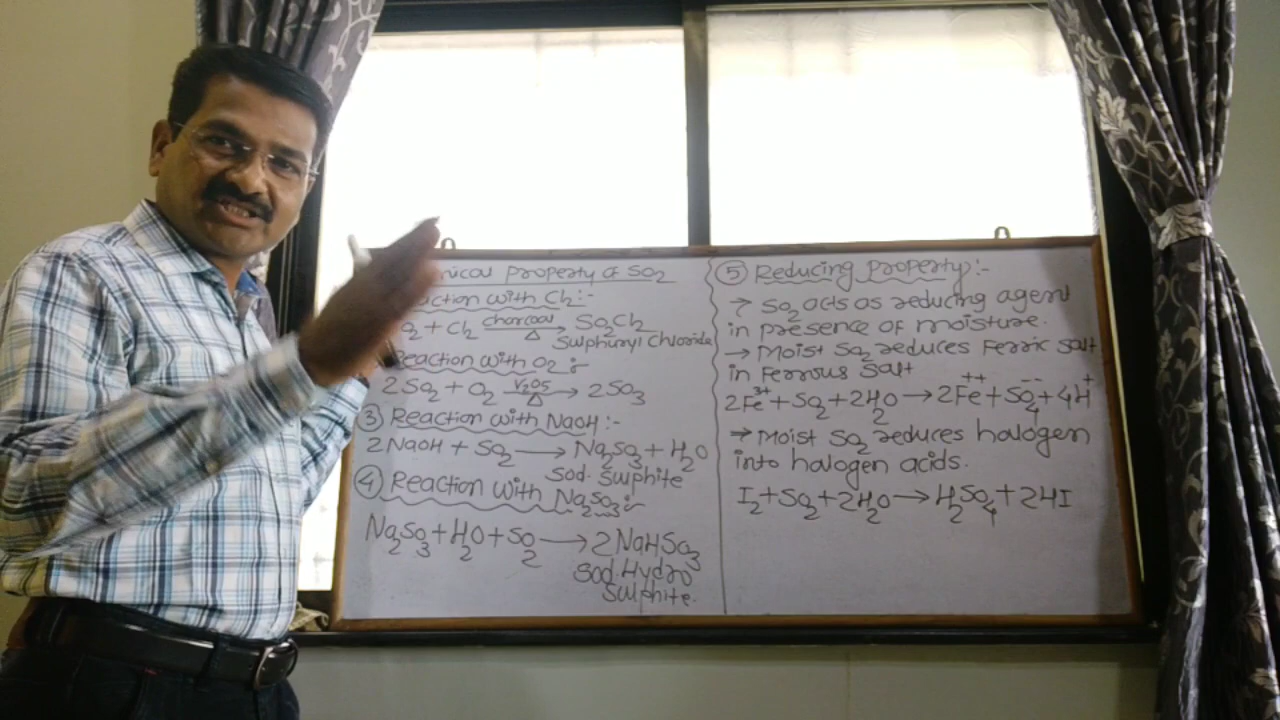 nical property of SO2
action with Cl2:-
2 + Cl2 charcoal Δ → SO2Cl2
Sulphuryl Chloride
Reaction with O2:-
2SO2 + O2 V2O5 Δ → 2SO3
③ Reaction with NaOH:-
2NaOH + SO2 → Na2SO3 + H2O
Sod. Sulphite
④ Reaction with Na2SO3:-
Na2SO3 + H2O + SO2 → 2NaHSO3
Sod. Hydro
Sulphite.
⑤ Reducing property:-
→ SO2 acts as reducing agent
in presence of moisture.
→ Moist SO2 reduces Ferric salt
in Ferrous Salt
2Fe3+ + SO2 + 2H2O → 2Fe++ + SO4-- + 4H+
→ Moist SO2 reduces halogen
into halogen acids.
I2 + SO2 + 2H2O → H2SO4 + 2HI